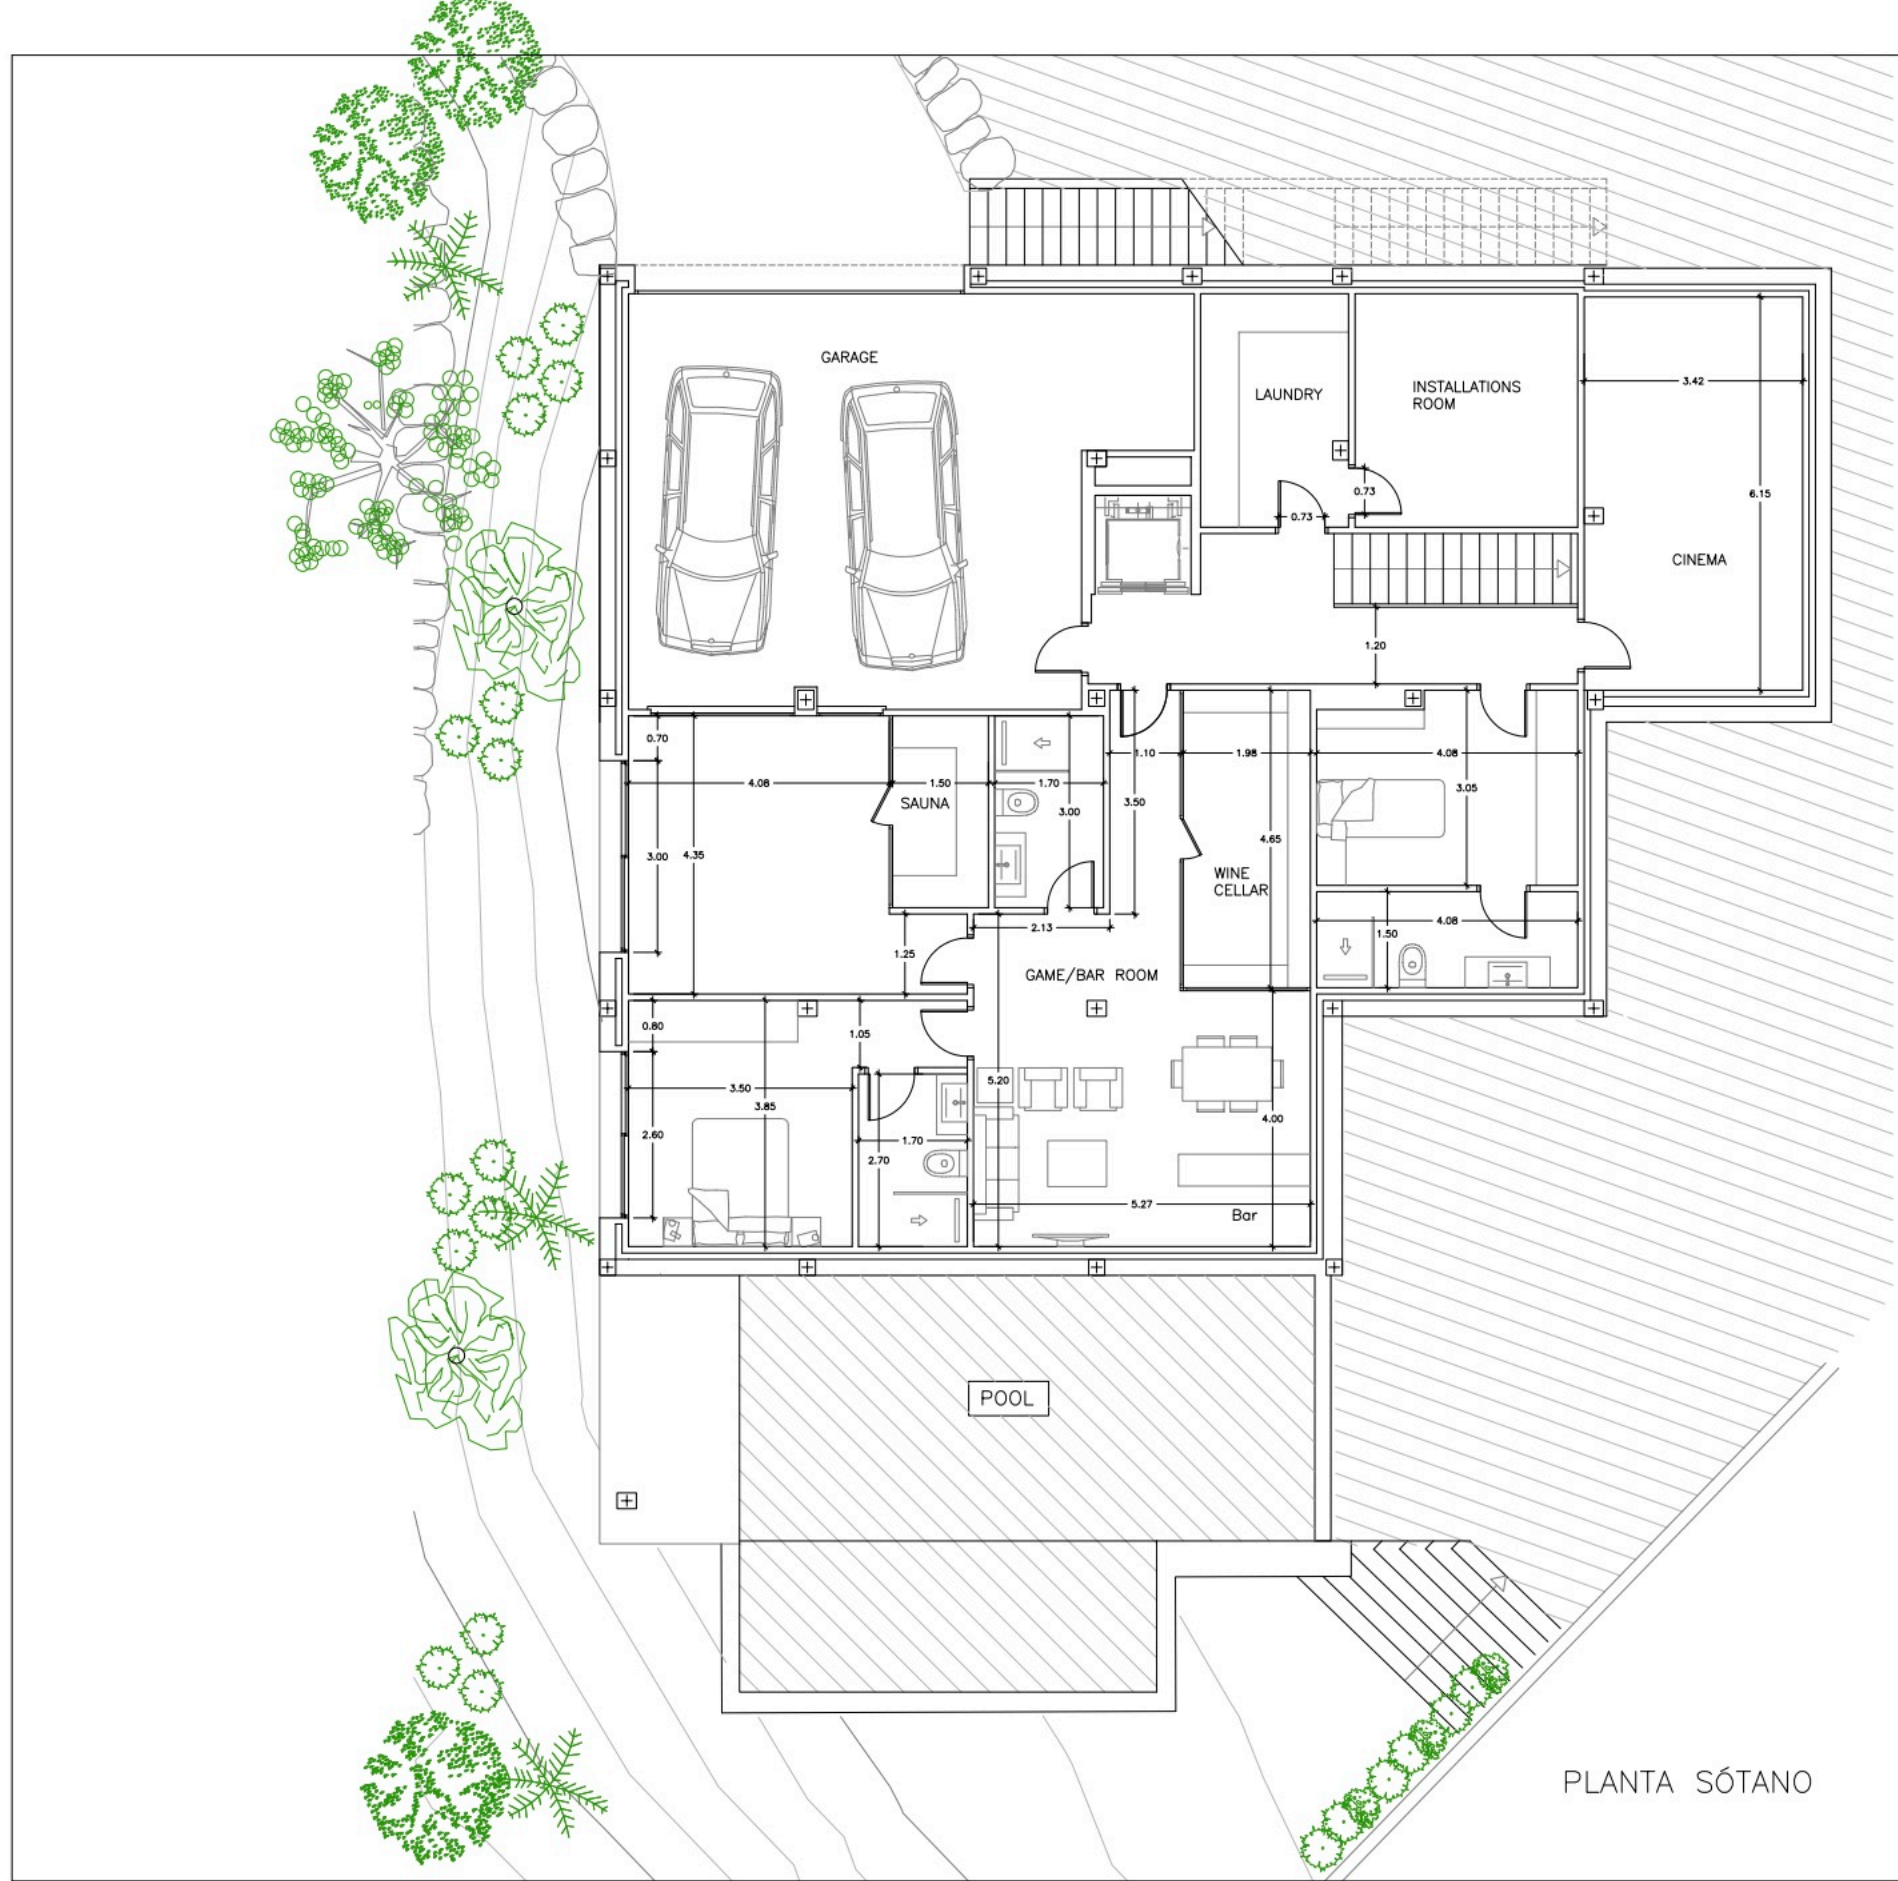 GARAGE
LAUNDRY
INSTALLATIONS
ROOM
3.42
0.73
0.73
6.15
CINEMA
1.20
0.70
4.08
1.50
1.70
1.10
1.98
4.08
SAUNA
3.00
3.50
3.05
3.00
4.35
4.65
WINE
CELLAR
4.08
1.50
2.13
1.25
GAME/BAR ROOM
0.80
1.05
3.50
3.85
5.20
2.60
1.70
2.70
4.00
5.27
Bar
POOL
PLANTA SÓTANO